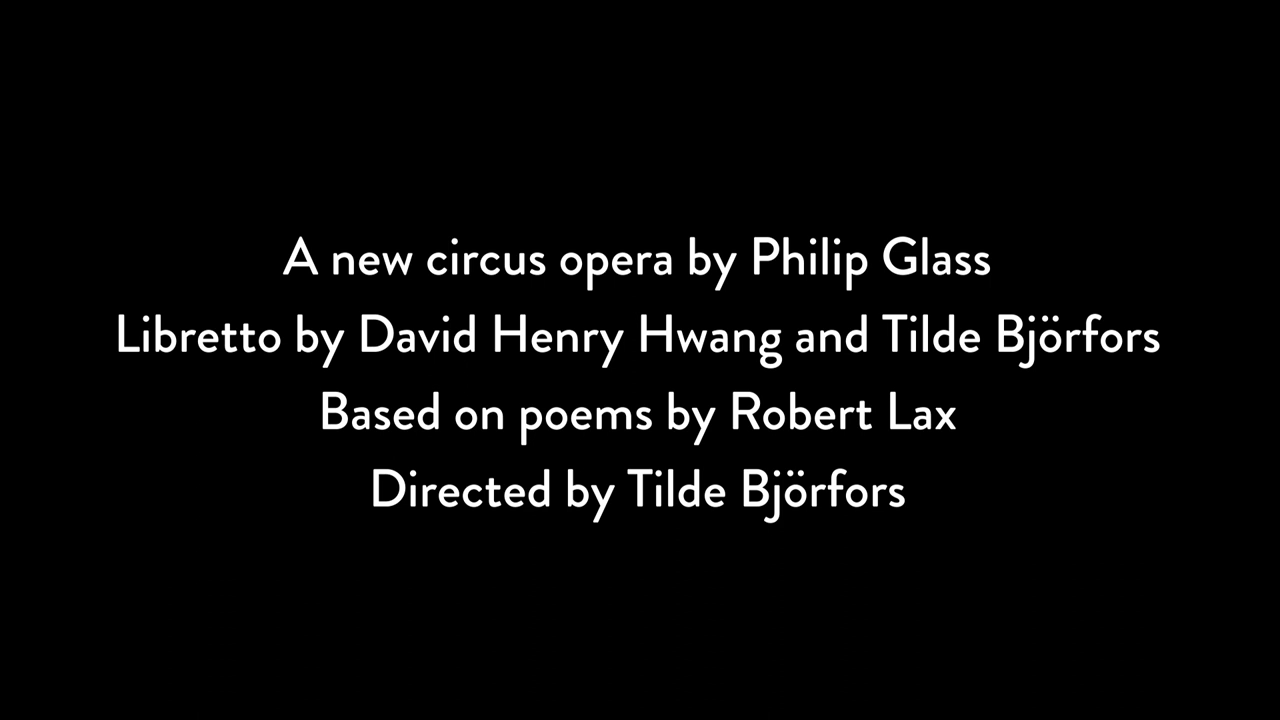 A new circus opera by Philip Glass
Libretto by David Henry Hwang and Tilde Björfors
Based on poems by Robert Lax
Directed by Tilde Björfors